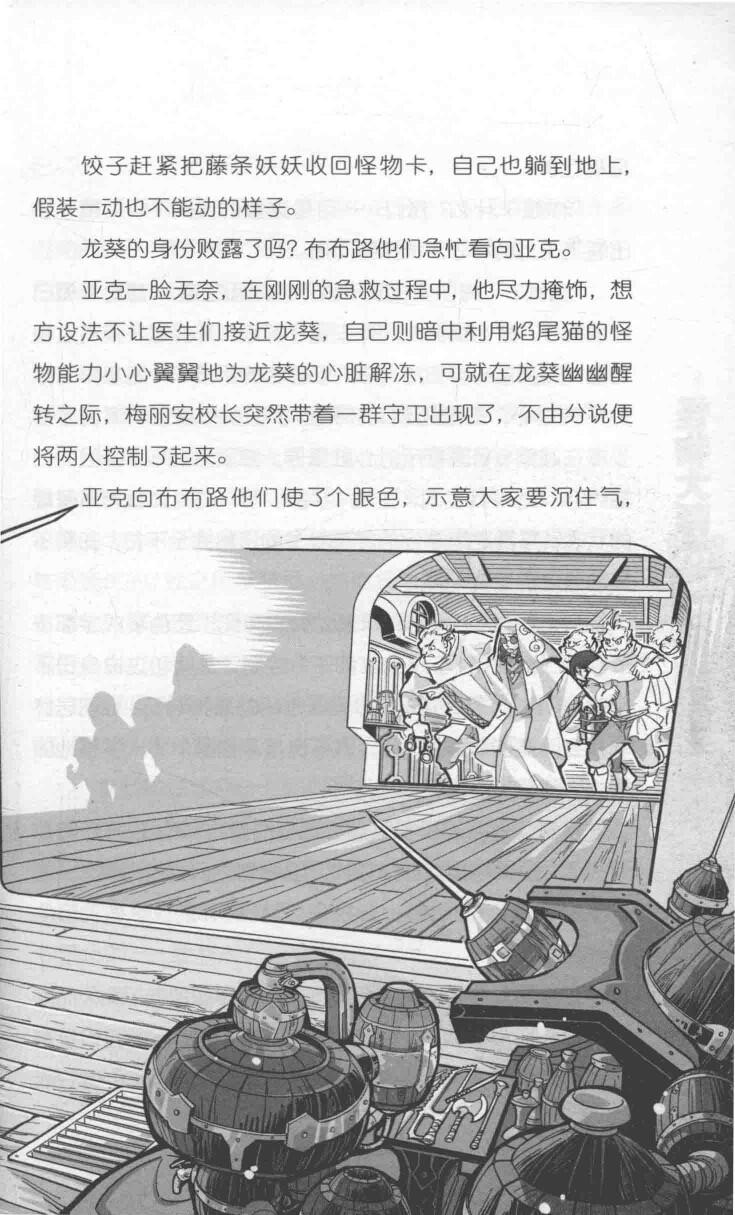 饺子赶紧把藤条妖妖收回怪物卡，自己也躺到地上，
假装一动也不能动的样子。
龙葵的身份败露了吗？布布路他们急忙看向亚克。
亚克一脸无奈，在刚刚的急救过程中，他尽力掩饰，想
方设法不让医生们接近龙葵，自己则暗中利用焰尾猫的怪
物能力小心翼翼地为龙葵的心脏解冻，可就在龙葵幽幽醒
转之际，梅丽安校长突然带着一群守卫出现了，不由分说便
将两人控制了起来。
亚克向布布路他们使了个眼色，示意大家要沉住气，